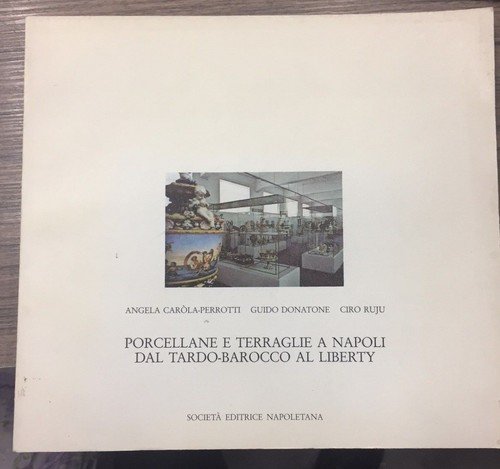 ANGELA CARÒLA-PERROTTI GUIDO DONATONE CIRO RUJU
PORCELLANE E TERRAGLIE A NAPOLI
DAL TARDO-BAROCCO AL LIBERTY
SOCIETÀ EDITRICE NAPOLETANA